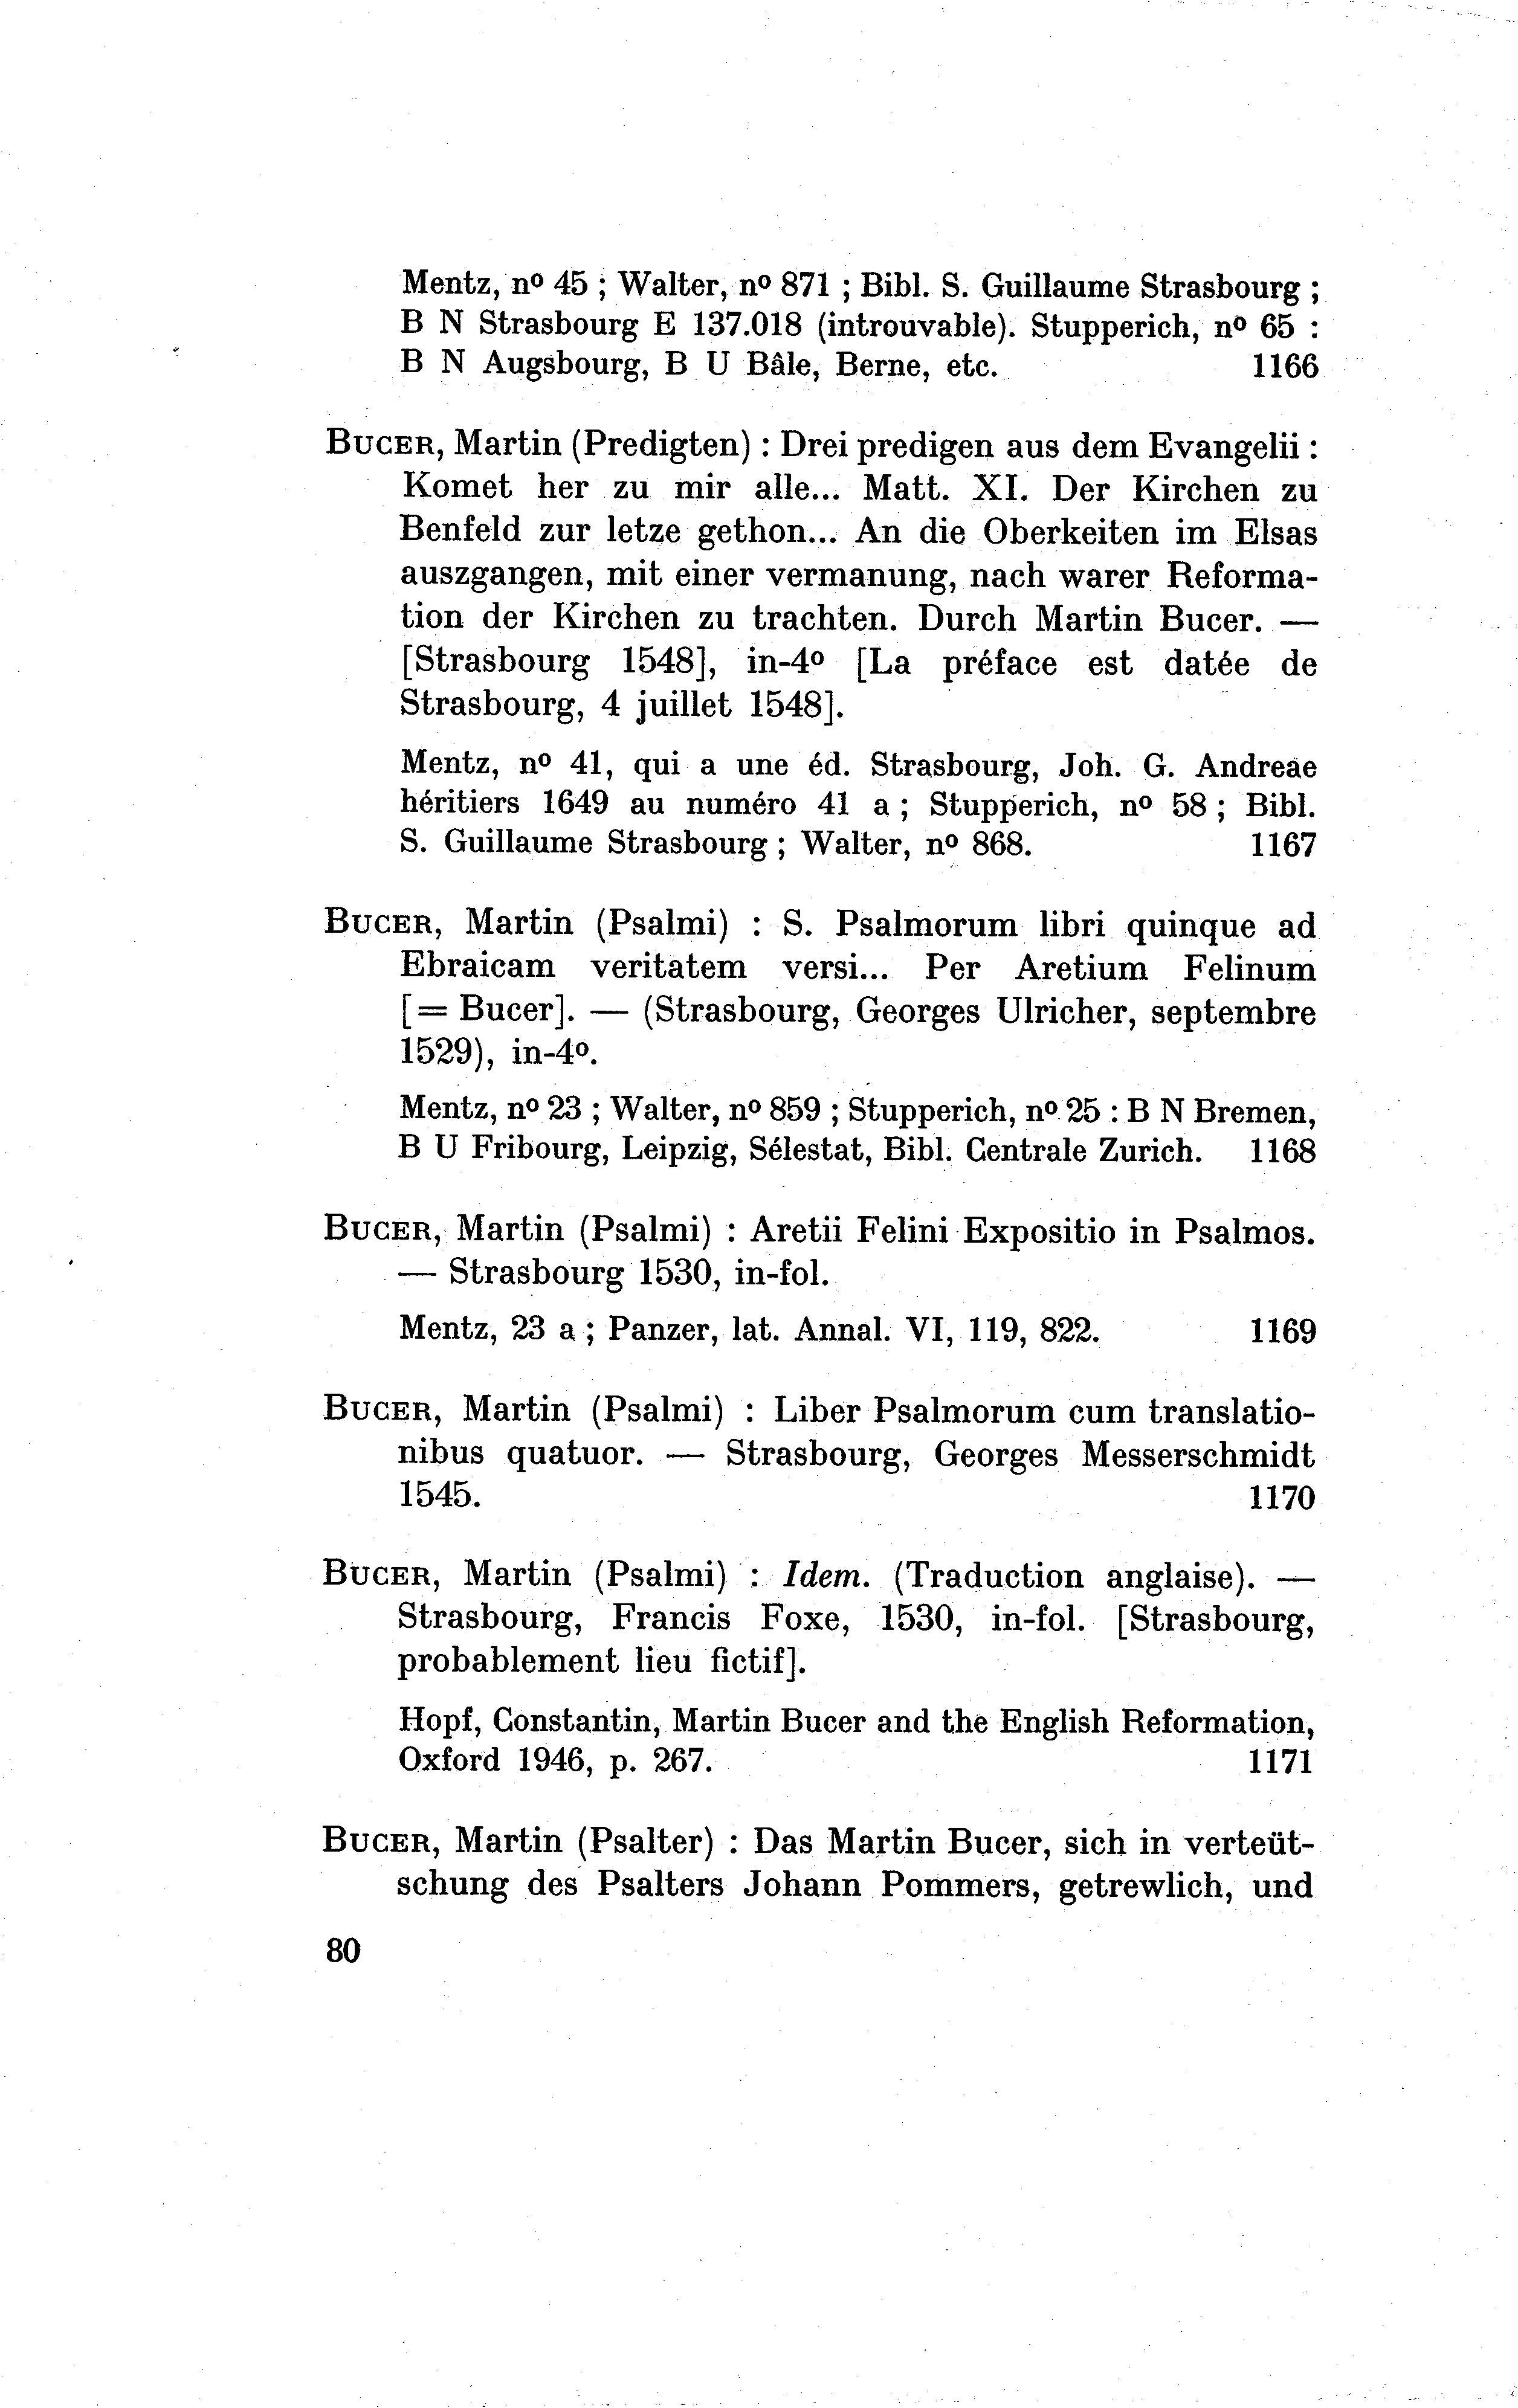 Mentz, nº 45 ; Walter, nº 871 ; Bibl. S. Guillaume Strasbourg ;
B N Strasbourg E 137.018 (introuvable). Stupperich, nº 65 :
B N Augsbourg, B U Bâle, Berne, etc. 1166
BUCER, Martin (Predigten) : Drei predigen aus dem Evangelii :
Komet her zu mir alle... Matt. XI. Der Kirchen zu
Benfeld zur letze gethon... An die Oberkeiten im Elsas
auszgangen, mit einer vermanung, nach warer Reforma-
tion der Kirchen zu trachten. Durch Martin Bucer. —
[Strasbourg 1548], in-4º [La préface est datée de
Strasbourg, 4 juillet 1548].
Mentz, nº 41, qui a une éd. Strasbourg, Joh. G. Andreae
héritiers 1649 au numéro 41 a ; Stupperich, nº 58 ; Bibl.
S. Guillaume Strasbourg ; Walter, nº 868. 1167
BUCER, Martin (Psalmi) : S. Psalmorum libri quinque ad
Ebraicam veritatem versi... Per Aretium Felinum
[= Bucer]. — (Strasbourg, Georges Ulricher, septembre
1529), in-4º.
Mentz, nº 23 ; Walter, nº 859 ; Stupperich, nº 25 : B N Bremen,
B U Fribourg, Leipzig, Sélestat, Bibl. Centrale Zurich. 1168
BUCER, Martin (Psalmi) : Aretii Felini Expositio in Psalmos.
— Strasbourg 1530, in-fol.
Mentz, 23 a ; Panzer, lat. Annal. VI, 119, 822. 1169
BUCER, Martin (Psalmi) : Liber Psalmorum cum translatio-
nibus quatuor. — Strasbourg, Georges Messerschmidt
1545. 1170
BUCER, Martin (Psalmi) : Idem. (Traduction anglaise). —
Strasbourg, Francis Foxe, 1530, in-fol. [Strasbourg,
probablement lieu fictif].
Hopf, Constantin, Martin Bucer and the English Reformation,
Oxford 1946, p. 267. 1171
BUCER, Martin (Psalter) : Das Martin Bucer, sich in verteüt-
schung des Psalters Johann Pommers, getrewlich, und
80